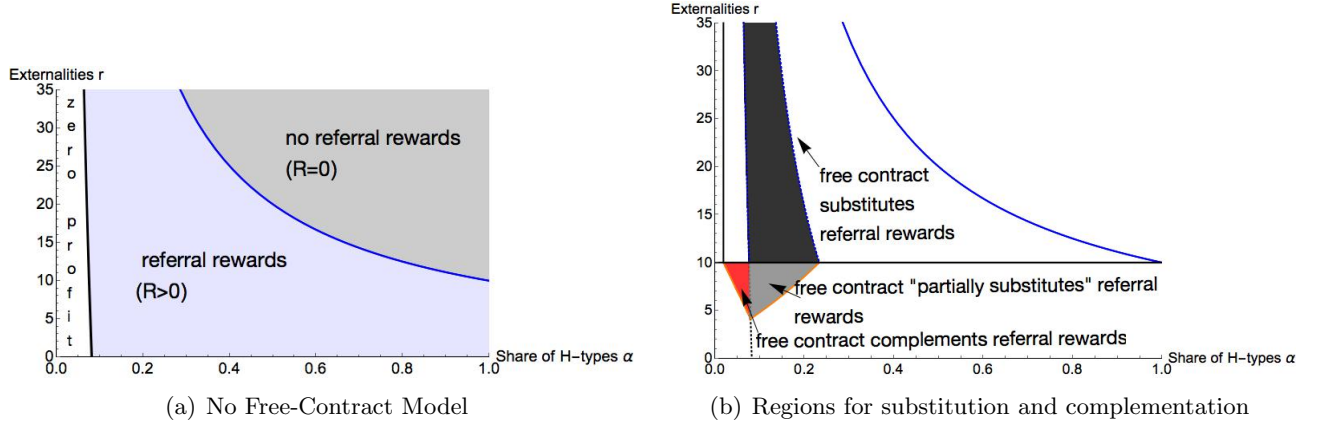 Externalities r
35
30
25
20
15
10
5
0
0.0
0.2
0.4
0.6
0.8
1.0
Share of H-types α
zero profit
no referral rewards
(R=0)
referral rewards
(R>0)
(a) No Free-Contract Model
Externalities r
35
30
25
20
15
10
5
0
0.0
0.2
0.4
0.6
0.8
1.0
Share of H-types α
free contract
substitutes
referral rewards
free contract "partially substitutes" referral
rewards
free contract complements referral rewards
(b) Regions for substitution and complementation